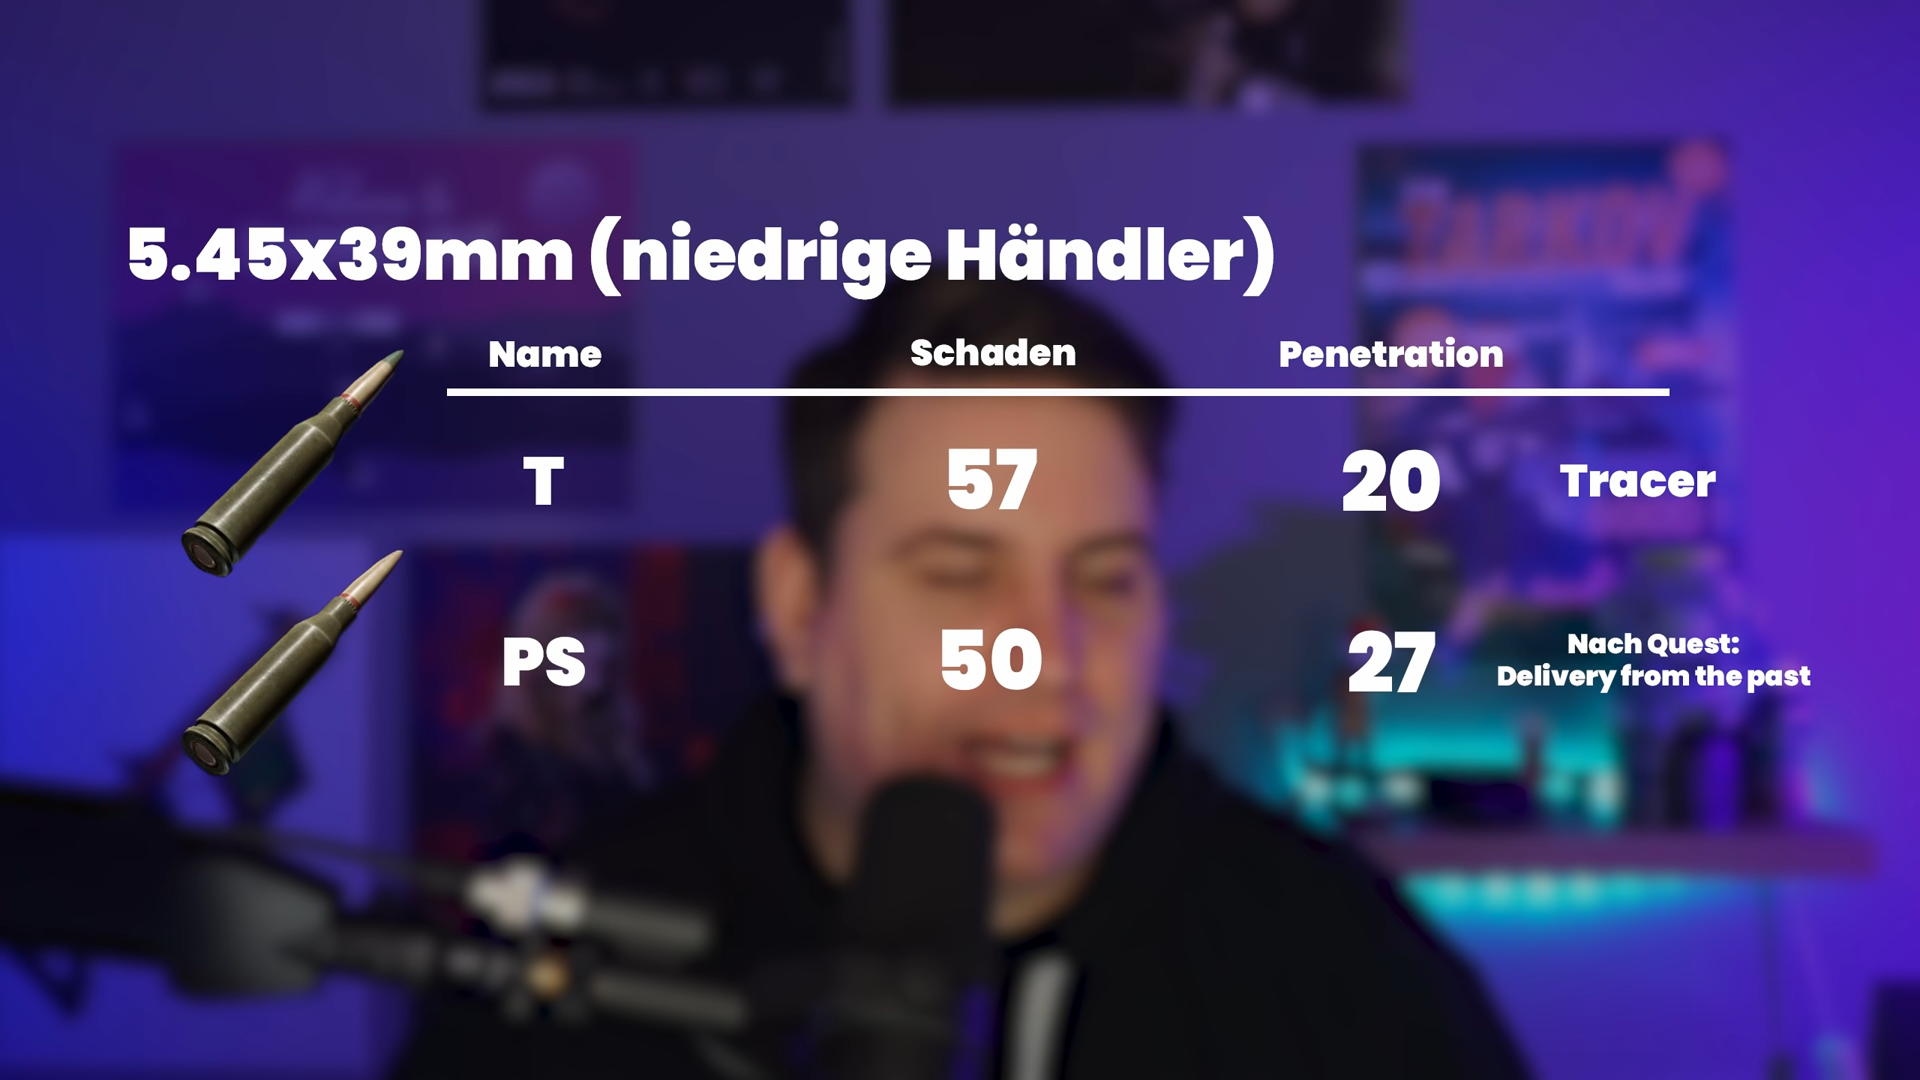 5.45x39mm (niedrige Händler)
Name Schaden Penetration
T 57 20 Tracer
PS 50 27 Nach Quest:
Delivery from the past
TARKOV